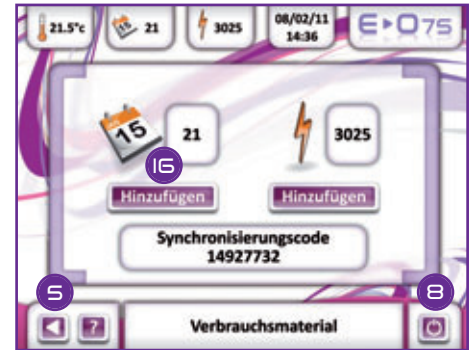 21.5°c
21
3025
08/02/11
14:36
E▸O 75
15
21
3025
16
Hinzufügen
Hinzufügen
Synchronisierungscode
14927732
5
8
?
Verbrauchsmaterial